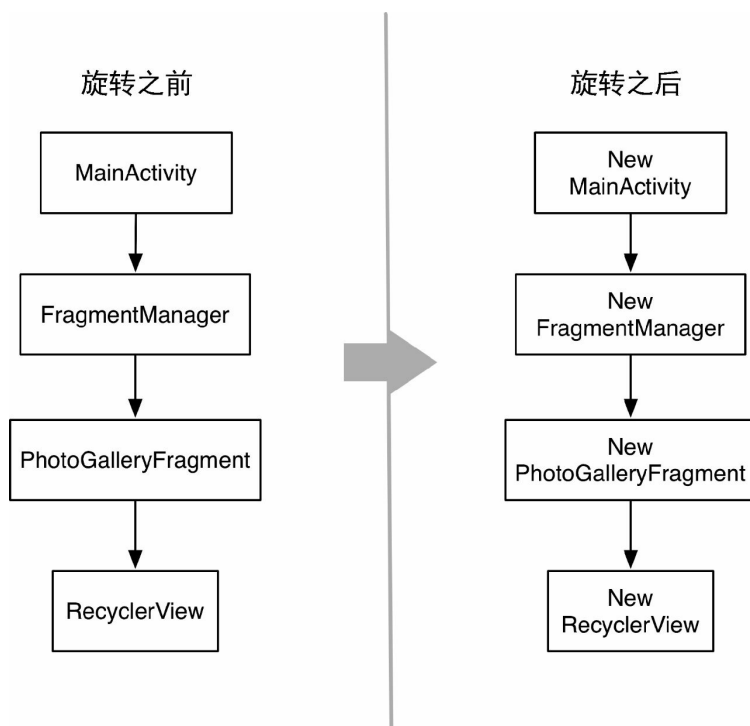 旋转之前
MainActivity
FragmentManager
PhotoGalleryFragment
RecyclerView
旋转之后
New
MainActivity
New
FragmentManager
New
PhotoGalleryFragment
New
RecyclerView